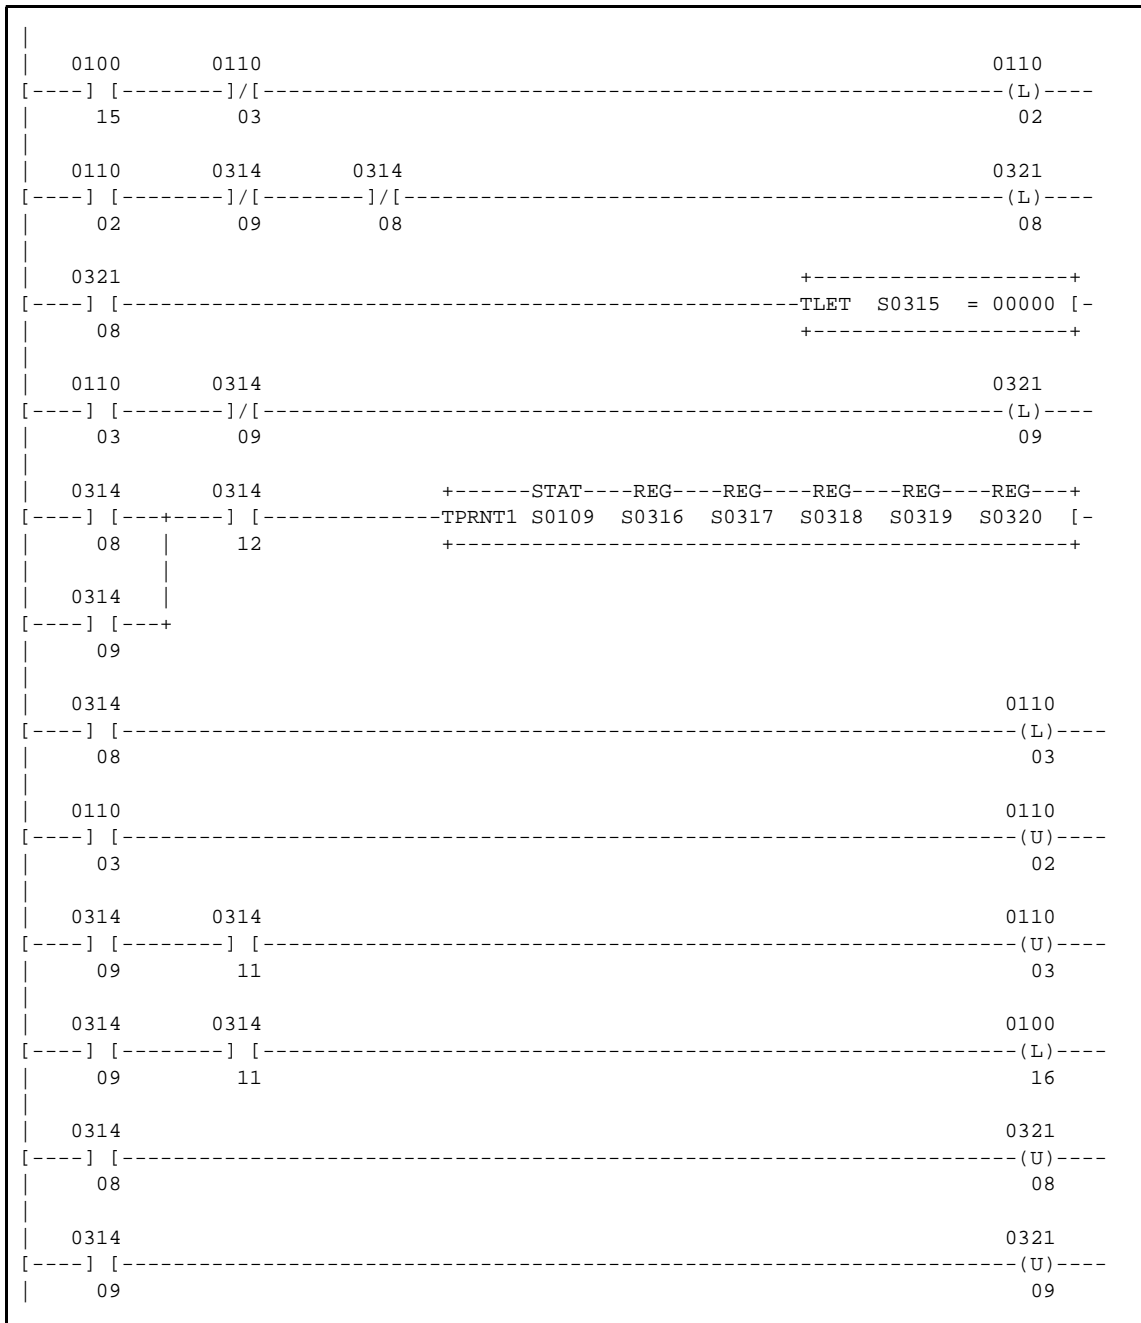 |
|   0100       0110                                                         0110
[----] [--------]/[----------------------------------------------------------(L)----
|     15         03                                                           02
|
|   0110       0314       0314                                              0321
[----] [--------]/[--------]/[-----------------------------------------------(L)----
|     02         09         08                                                08
|
|   0321                                                     +--------------------+
[----] [-----------------------------------------------------TLET  S0315  = 00000 [-
|     08                                                     +--------------------+
|
|   0110       0314                                                         0321
[----] [--------]/[----------------------------------------------------------(L)----
|     03         09                                                           09
|
|   0314       0314              +------STAT----REG----REG----REG----REG----REG---+
[----] [---+----] [--------------TPRNT1 S0109  S0316  S0317  S0318  S0319  S0320  [-
|     08   |     12              +------------------------------------------------+
|          |
|   0314   |
[----] [---+
|     09
|
|   0314                                                                     0110
[----] [----------------------------------------------------------------------(L)----
|     08                                                                       03
|
|   0110                                                                     0110
[----] [----------------------------------------------------------------------(U)----
|     03                                                                       02
|
|   0314       0314                                                          0110
[----] [--------] [-----------------------------------------------------------(U)----
|     09         11                                                            03
|
|   0314       0314                                                          0100
[----] [--------] [-----------------------------------------------------------(L)----
|     09         11                                                            16
|
|   0314                                                                     0321
[----] [----------------------------------------------------------------------(U)----
|     08                                                                       08
|
|   0314                                                                     0321
[----] [----------------------------------------------------------------------(U)----
|     09                                                                       09